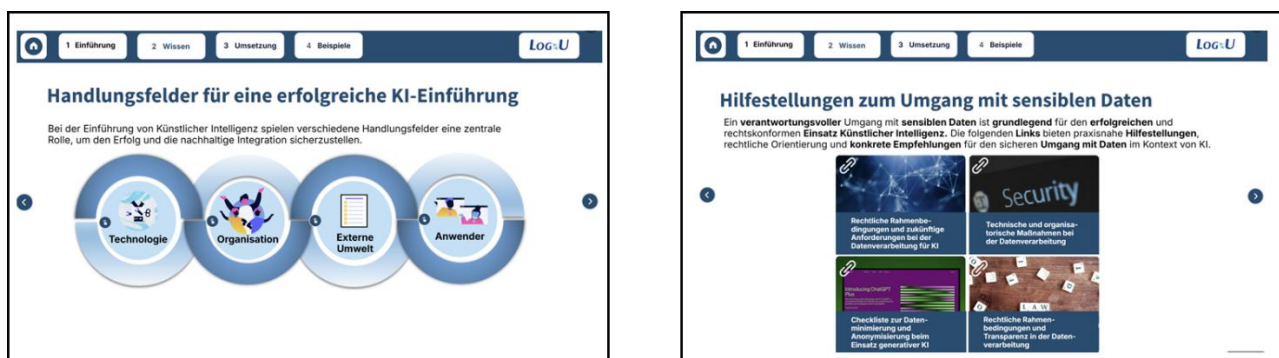 1 Einführung
2 Wissen
3 Umsetzung
4 Beispiele
LOGU
Handlungsfelder für eine erfolgreiche KI-Einführung
Bei der Einführung von Künstlicher Intelligenz spielen verschiedene Handlungsfelder eine zentrale
Rolle, um den Erfolg und die nachhaltige Integration sicherzustellen.
Technologie
Organisation
Externe
Umwelt
Anwender
1 Einführung
2 Wissen
3 Umsetzung
4 Beispiele
LOGU
Hilfestellungen zum Umgang mit sensiblen Daten
Ein verantwortungsvoller Umgang mit sensiblen Daten ist grundlegend für den erfolgreichen und
rechtskonformen Einsatz Künstlicher Intelligenz. Die folgenden Links bieten praxisnahe Hilfestellungen,
rechtliche Orientierung und konkrete Empfehlungen für den sicheren Umgang mit Daten im Kontext von KI.
Rechtliche Rahmenbe-
dingungen und zukünftige
Anforderungen bei der
Datenverarbeitung für KI
Security
Technische und organisa-
torische Maßnahmen bei
der Datenverarbeitung
Introducing ChatGPT
Plus
Checkliste zur Daten-
minimierung und
Anonymisierung beim
Einsatz generativer KI
LAW
Rechtliche Rahmen-
bedingungen und
Transparenz in der Daten-
verarbeitung